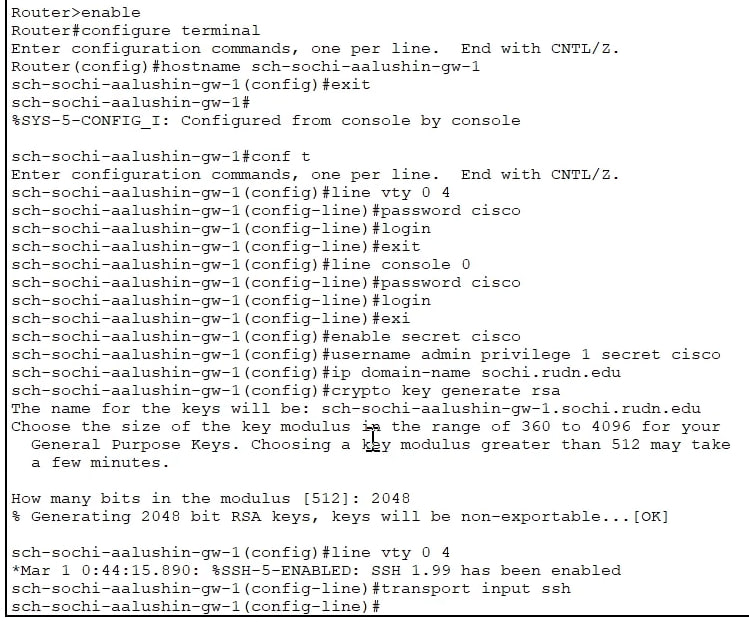 Router>enable
Router#configure terminal
Enter configuration commands, one per line.  End with CNTL/Z.
Router(config)#hostname sch-sochi-aalushin-gw-1
sch-sochi-aalushin-gw-1(config)#exit
sch-sochi-aalushin-gw-1#
%SYS-5-CONFIG_I: Configured from console by console
sch-sochi-aalushin-gw-1#conf t
Enter configuration commands, one per line.  End with CNTL/Z.
sch-sochi-aalushin-gw-1(config)#line vty 0 4
sch-sochi-aalushin-gw-1(config-line)#password cisco
sch-sochi-aalushin-gw-1(config-line)#login
sch-sochi-aalushin-gw-1(config-line)#exit
sch-sochi-aalushin-gw-1(config)#line console 0
sch-sochi-aalushin-gw-1(config-line)#password cisco
sch-sochi-aalushin-gw-1(config-line)#login
sch-sochi-aalushin-gw-1(config-line)#exi
sch-sochi-aalushin-gw-1(config)#enable secret cisco
sch-sochi-aalushin-gw-1(config)#username admin privilege 1 secret cisco
sch-sochi-aalushin-gw-1(config)#ip domain-name sochi.rudn.edu
sch-sochi-aalushin-gw-1(config)#crypto key generate rsa
The name for the keys will be: sch-sochi-aalushin-gw-1.sochi.rudn.edu
Choose the size of the key modulus in the range of 360 to 4096 for your
General Purpose Keys. Choosing a key modulus greater than 512 may take
a few minutes.
How many bits in the modulus [512]: 2048
% Generating 2048 bit RSA keys, keys will be non-exportable...[OK]
sch-sochi-aalushin-gw-1(config)#line vty 0 4
*Mar 1 0:44:15.890: %SSH-5-ENABLED: SSH 1.99 has been enabled
sch-sochi-aalushin-gw-1(config-line)#transport input ssh
sch-sochi-aalushin-gw-1(config-line)#